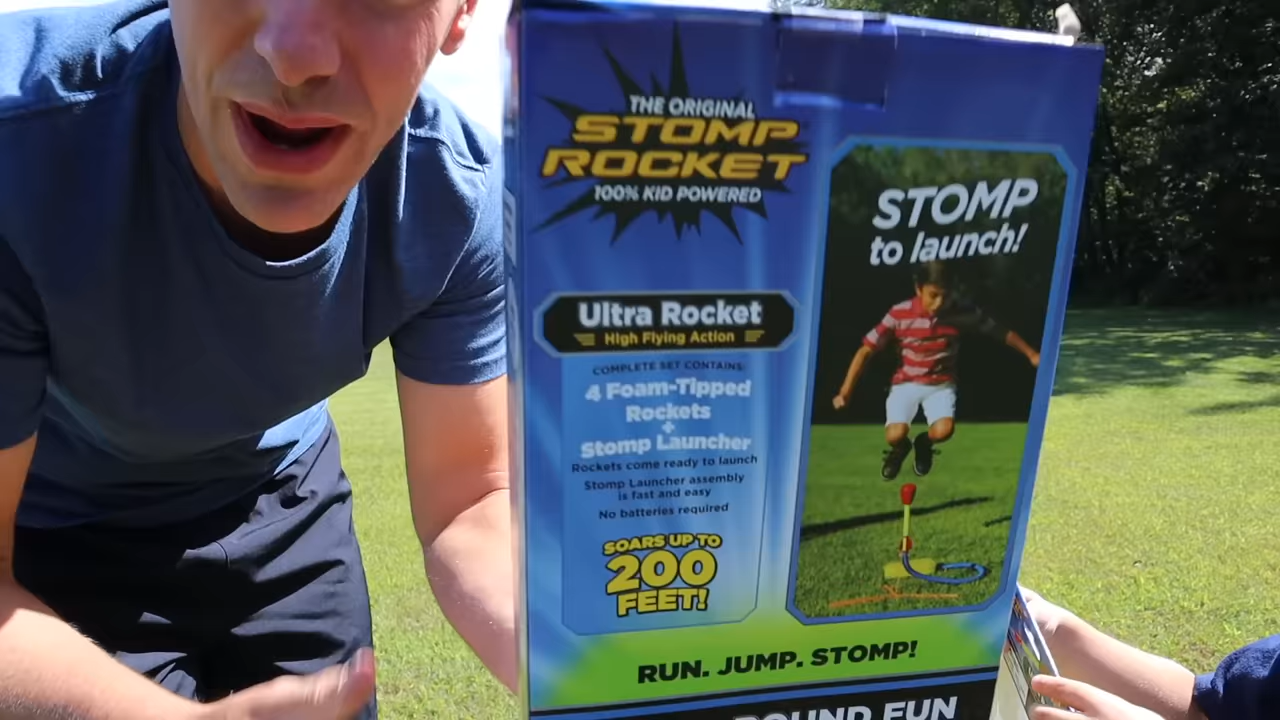 THE ORIGINAL
STOMP
ROCKET
100% KID POWERED
STOMP
to launch!
Ultra Rocket
High Flying Action
COMPLETE SET CONTAINS:
4 Foam-Tipped
Rockets
+
Stomp Launcher
Rockets come ready to launch
Stomp Launcher assembly
is fast and easy
No batteries required
SOARS UP TO
200
FEET!
RUN. JUMP. STOMP!
FUN